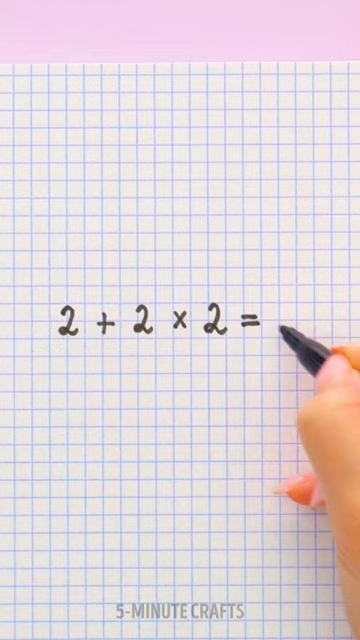 2 + 2 × 2 =
5-MINUTE CRAFTS